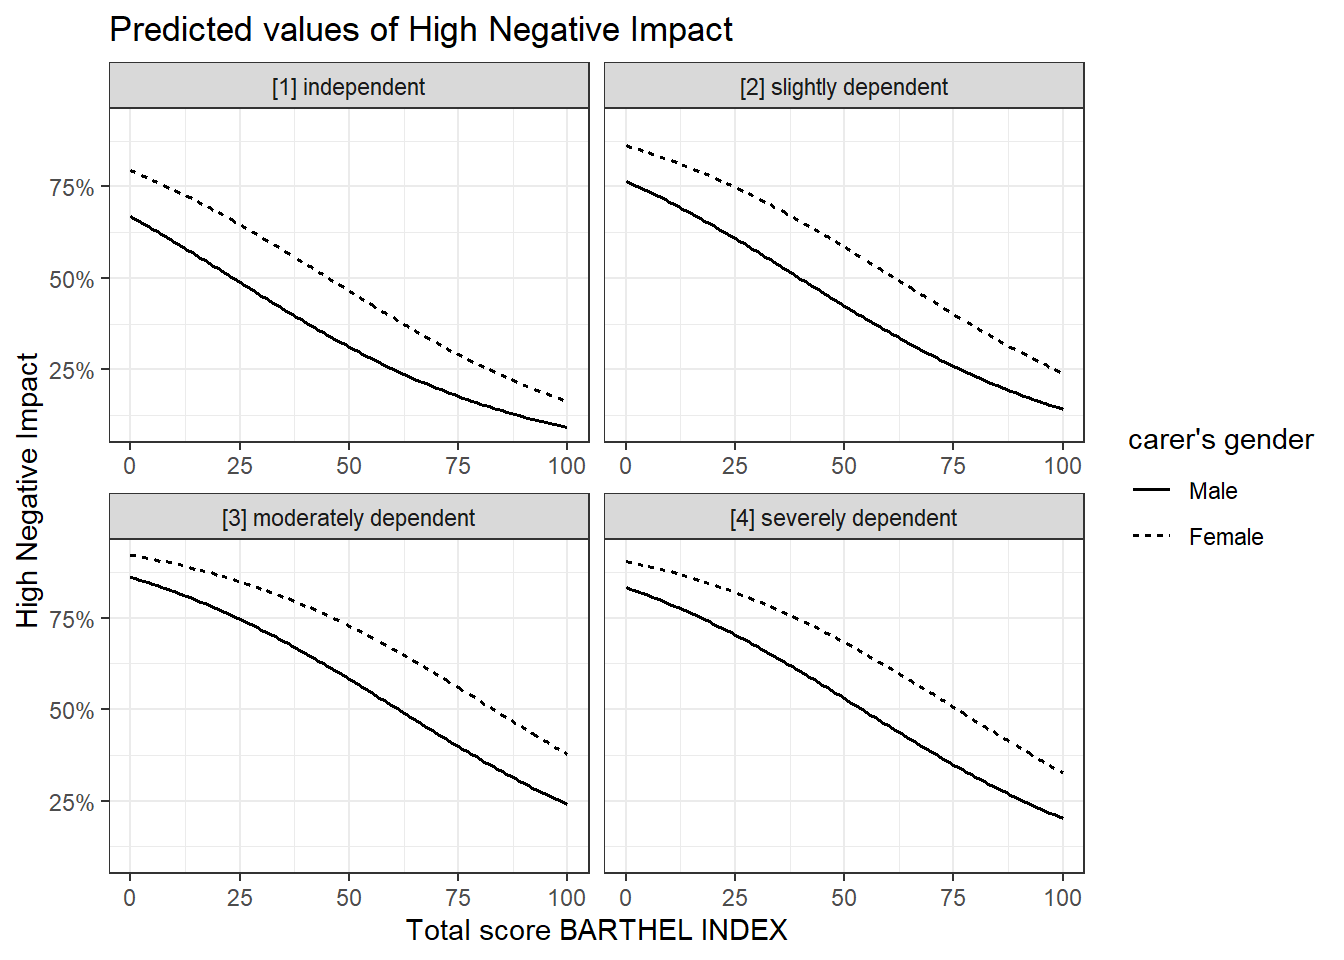 Predicted values of High Negative Impact
[1] independent
[2] slightly dependent
75%
50%
25%
0 25 50 75 100
0 25 50 75 100
[3] moderately dependent
[4] severely dependent
75%
50%
25%
0 25 50 75 100
0 25 50 75 100
Total score BARTHEL INDEX
High Negative Impact
carer's gender
Male
Female